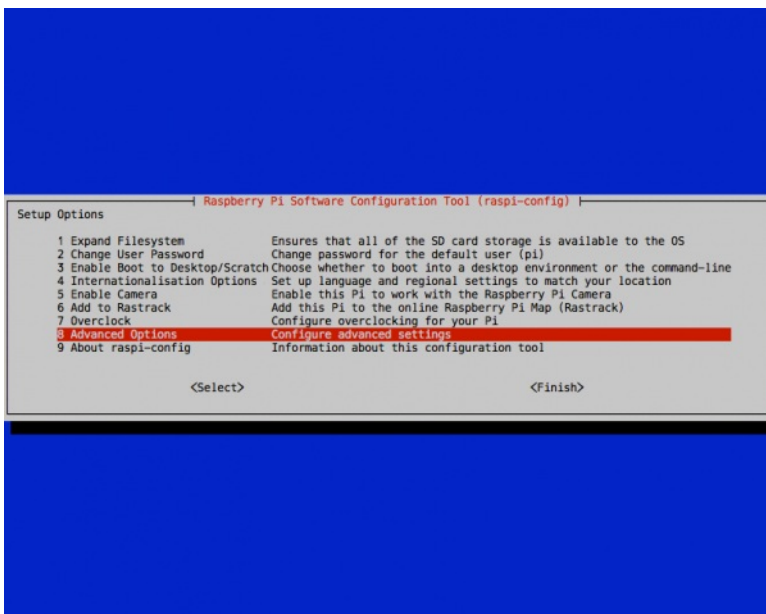 Raspberry Pi Software Configuration Tool (raspi-config)
Setup Options
1 Expand Filesystem Ensures that all of the SD card storage is available to the OS
2 Change User Password Change password for the default user (pi)
3 Enable Boot to Desktop/Scratch Choose whether to boot into a desktop environment or the command-line
4 Internationalisation Options Set up language and regional settings to match your location
5 Enable Camera Enable this Pi to work with the Raspberry Pi Camera
6 Add to Rastrack Add this Pi to the online Raspberry Pi Map (Rastrack)
7 Overclock Configure overclocking for your Pi
8 Advanced Options Configure advanced settings
9 About raspi-config Information about this configuration tool
<Select> <Finish>